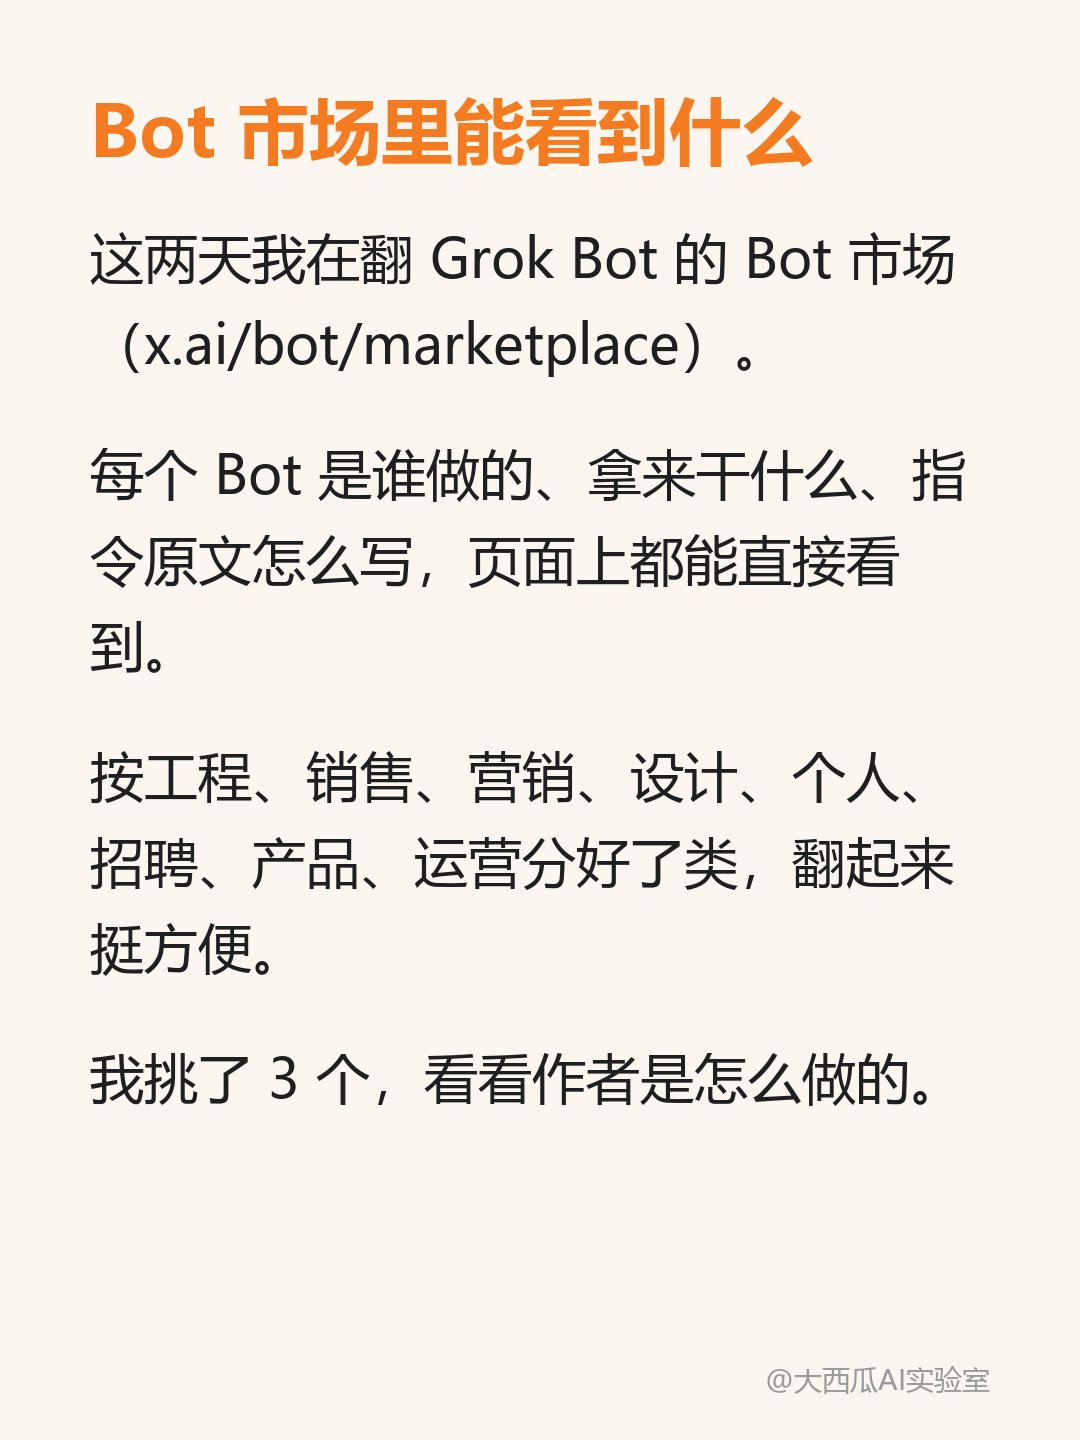 Bot 市场里能看到什么
这两天我在翻 Grok Bot 的 Bot 市场
（x.ai/bot/marketplace）。
每个 Bot 是谁做的、拿来干什么、指
令原文怎么写，页面上都能直接看
到。
按工程、销售、营销、设计、个人、
招聘、产品、运营分好了类，翻起来
挺方便。
我挑了 3 个，看看作者是怎么做的。
@大西瓜AI实验室